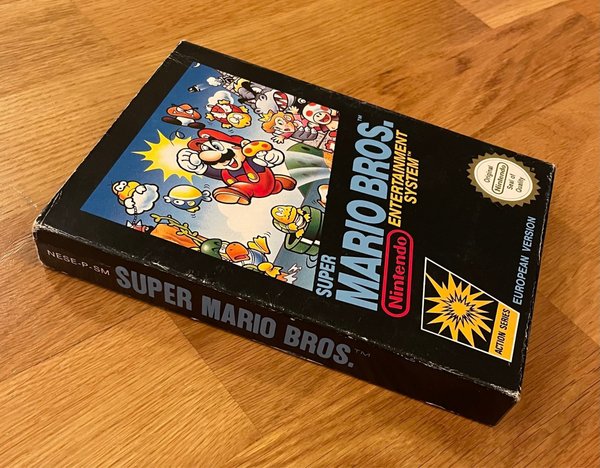 SUPER
MARIO BROS.™
ENTERTAINMENT
SYSTEM™
Nintendo
Original
Nintendo
Seal of
Quality
ACTION SERIES
EUROPEAN VERSION
NESE-P-SM
SUPER MARIO BROS.™